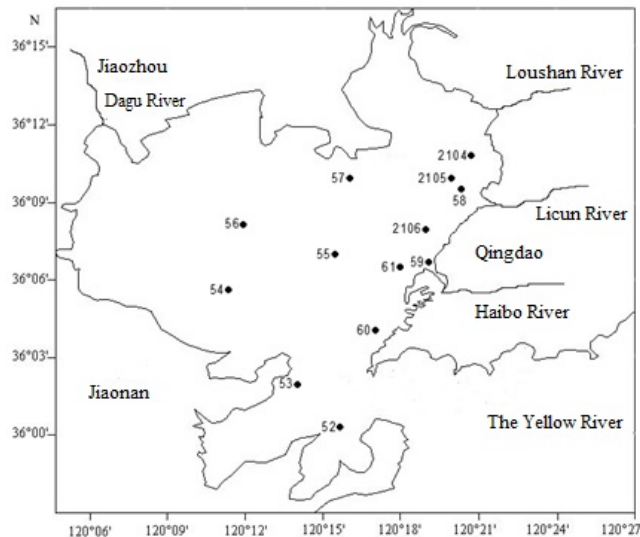 N
36°15'
Jiaozhou
Loushan River
Dagu River
36°12'
2104
57
2105
58
36°09'
Licun River
56
2106
Qingdao
55
61
59
36°06'
54
Haibo River
60
36°03'
53
Jiaonan
The Yellow River
52
36°00'
120°06' 120°09' 120°12' 120°15' 120°18' 120°21' 120°24' 120°27